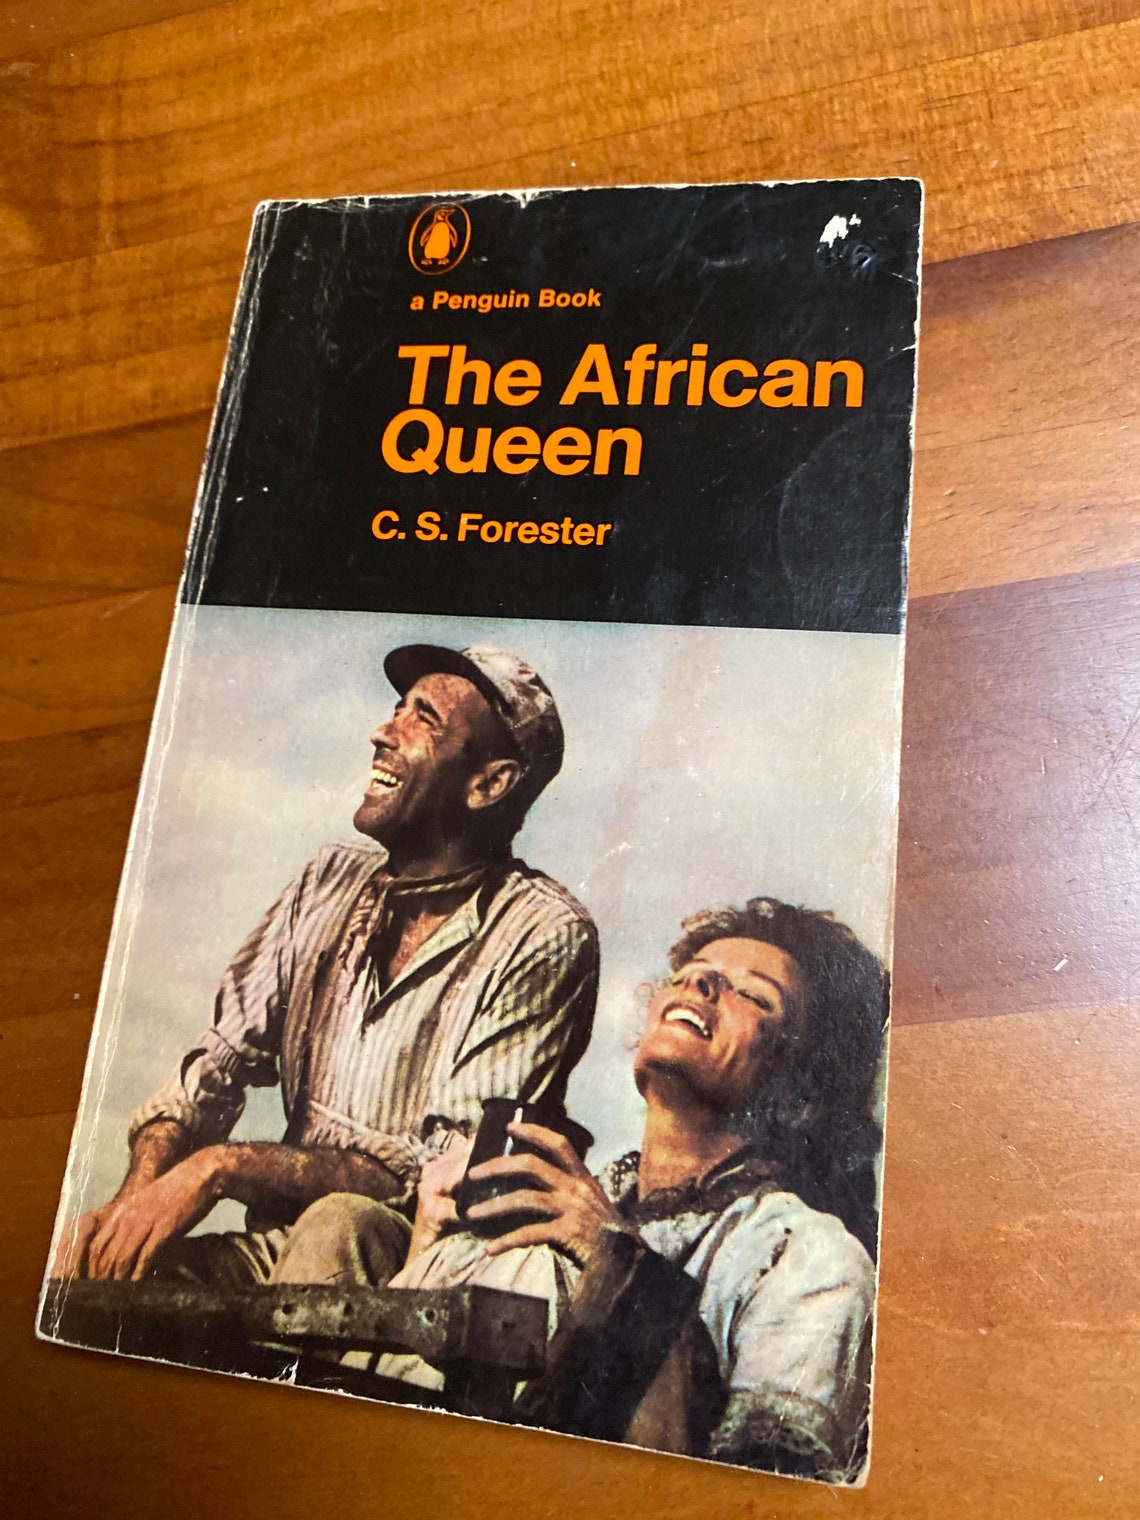 a Penguin Book
The African
Queen
C. S. Forester